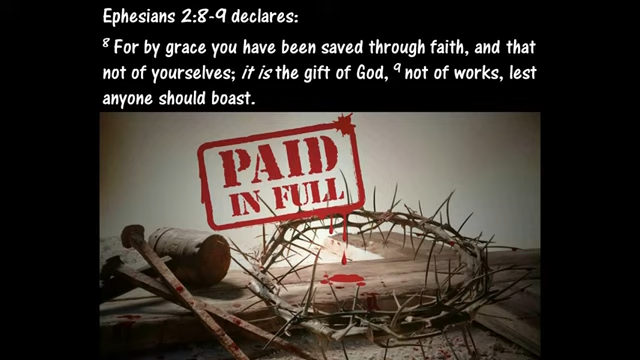 Ephesians 2:8-9 declares:
8 For by grace you have been saved through faith, and that
not of yourselves; it is the gift of God, 9 not of works, lest
anyone should boast.
PAID
IN FULL